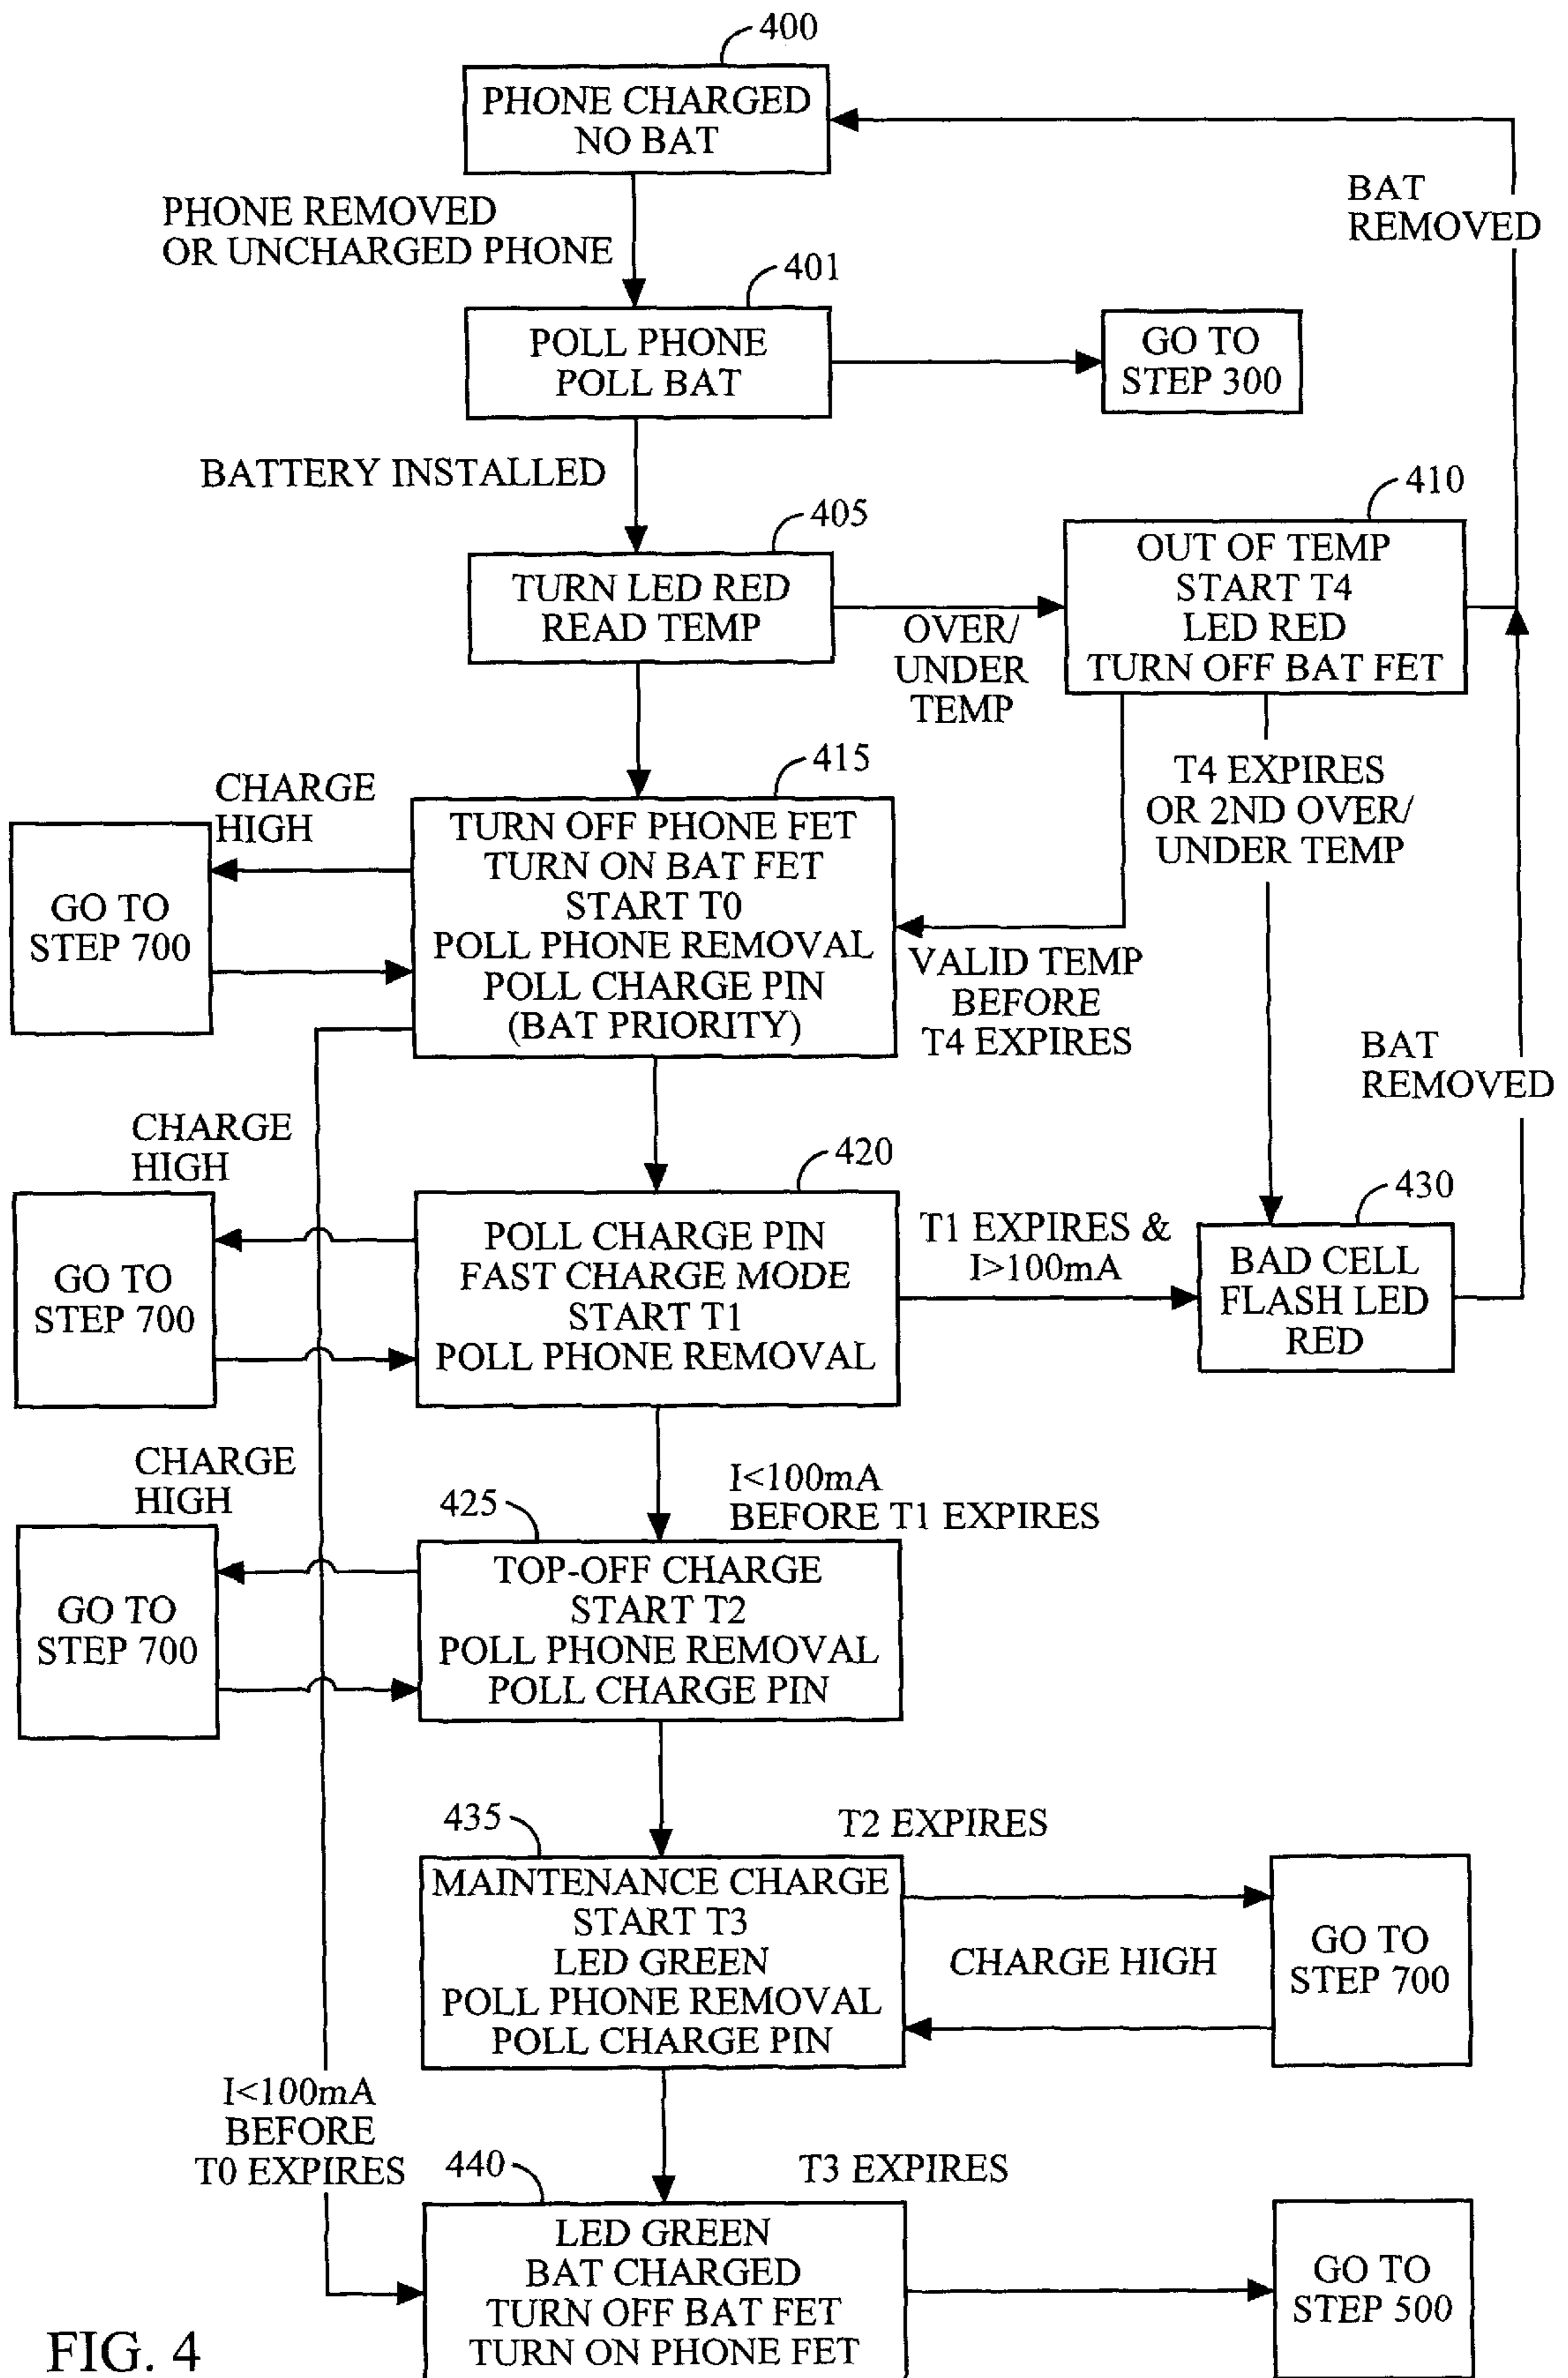 400
PHONE CHARGED
NO BAT
BAT
REMOVED
PHONE REMOVED
OR UNCHARGED PHONE
401
POLL PHONE
POLL BAT
GO TO
STEP 300
BATTERY INSTALLED
405
TURN LED RED
READ TEMP
OVER/
UNDER
TEMP
410
OUT OF TEMP
START T4
LED RED
TURN OFF BAT FET
T4 EXPIRES
OR 2ND OVER/
UNDER TEMP
CHARGE
HIGH
GO TO
STEP 700
415
TURN OFF PHONE FET
TURN ON BAT FET
START T0
POLL PHONE REMOVAL
POLL CHARGE PIN
(BAT PRIORITY)
VALID TEMP
BEFORE
T4 EXPIRES
BAT
REMOVED
CHARGE
HIGH
GO TO
STEP 700
420
POLL CHARGE PIN
FAST CHARGE MODE
START T1
POLL PHONE REMOVAL
T1 EXPIRES &
I>100mA
430
BAD CELL
FLASH LED
RED
CHARGE
HIGH
GO TO
STEP 700
I<100mA
BEFORE T1 EXPIRES
425
TOP-OFF CHARGE
START T2
POLL PHONE REMOVAL
POLL CHARGE PIN
T2 EXPIRES
435
MAINTENANCE CHARGE
START T3
LED GREEN
POLL PHONE REMOVAL
POLL CHARGE PIN
CHARGE HIGH
GO TO
STEP 700
I<100mA
BEFORE
T0 EXPIRES
T3 EXPIRES
440
LED GREEN
BAT CHARGED
TURN OFF BAT FET
TURN ON PHONE FET
GO TO
STEP 500
FIG. 4